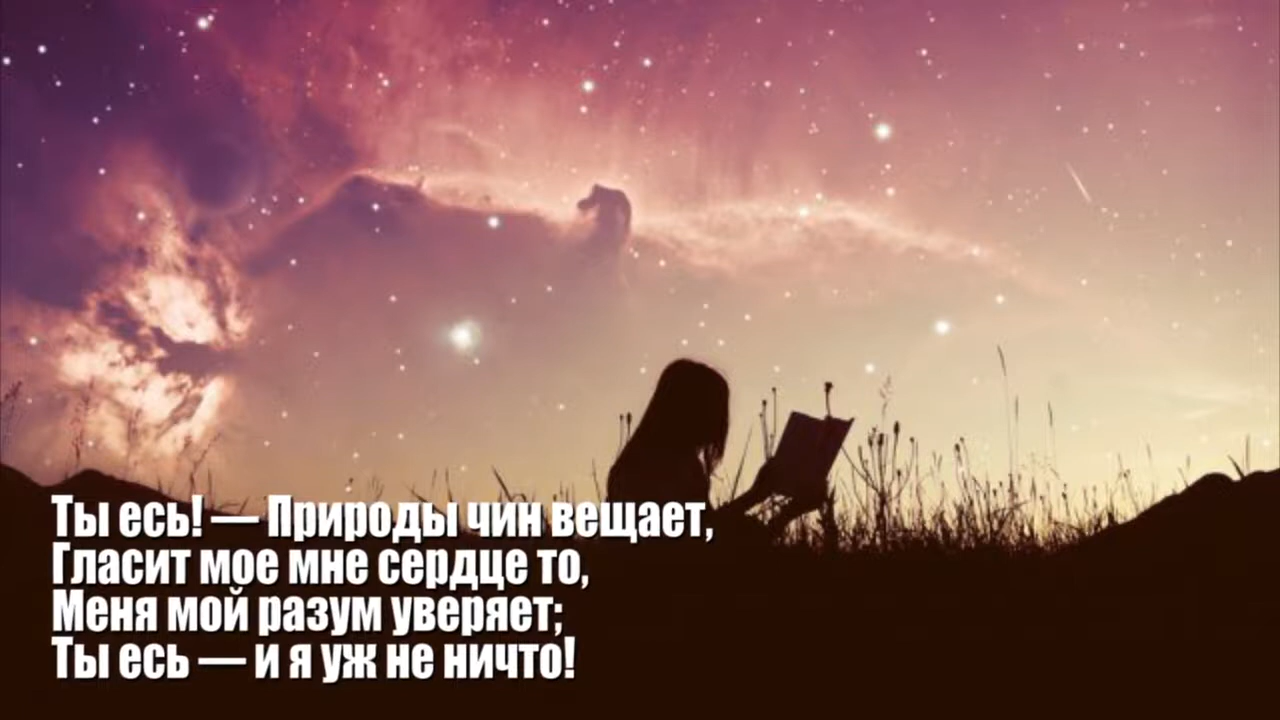 Ты есь! — Природы чин вещает,
Гласит мое мне сердце то,
Меня мой разум уверяет;
Ты есь — и я уж не ничто!